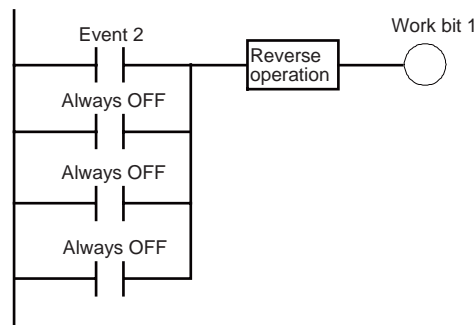 Work bit 1
Event 2
Reverse
operation
Always OFF
Always OFF
Always OFF